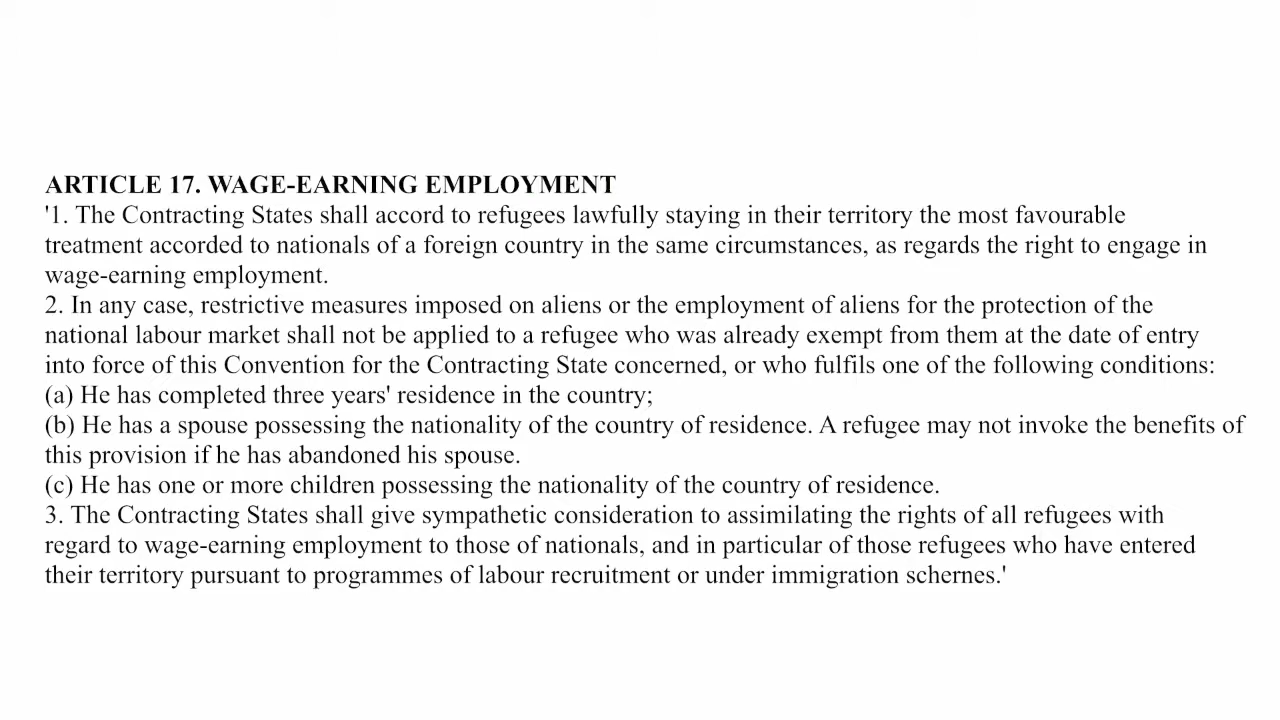 ARTICLE 17. WAGE-EARNING EMPLOYMENT
'1. The Contracting States shall accord to refugees lawfully staying in their territory the most favourable
treatment accorded to nationals of a foreign country in the same circumstances, as regards the right to engage in
wage-earning employment.
2. In any case, restrictive measures imposed on aliens or the employment of aliens for the protection of the
national labour market shall not be applied to a refugee who was already exempt from them at the date of entry
into force of this Convention for the Contracting State concerned, or who fulfils one of the following conditions:
(a) He has completed three years' residence in the country;
(b) He has a spouse possessing the nationality of the country of residence. A refugee may not invoke the benefits of
this provision if he has abandoned his spouse.
(c) He has one or more children possessing the nationality of the country of residence.
3. The Contracting States shall give sympathetic consideration to assimilating the rights of all refugees with
regard to wage-earning employment to those of nationals, and in particular of those refugees who have entered
their territory pursuant to programmes of labour recruitment or under immigration schernes.'